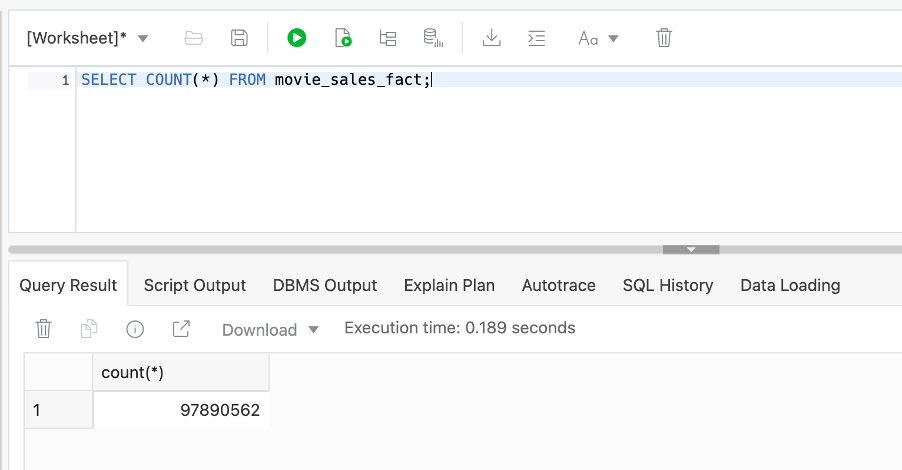 [Worksheet]*
Aa
1 SELECT COUNT(*) FROM movie_sales_fact;
Query Result Script Output DBMS Output Explain Plan Autotrace SQL History Data Loading
Download Execution time: 0.189 seconds
count(*)
1 97890562